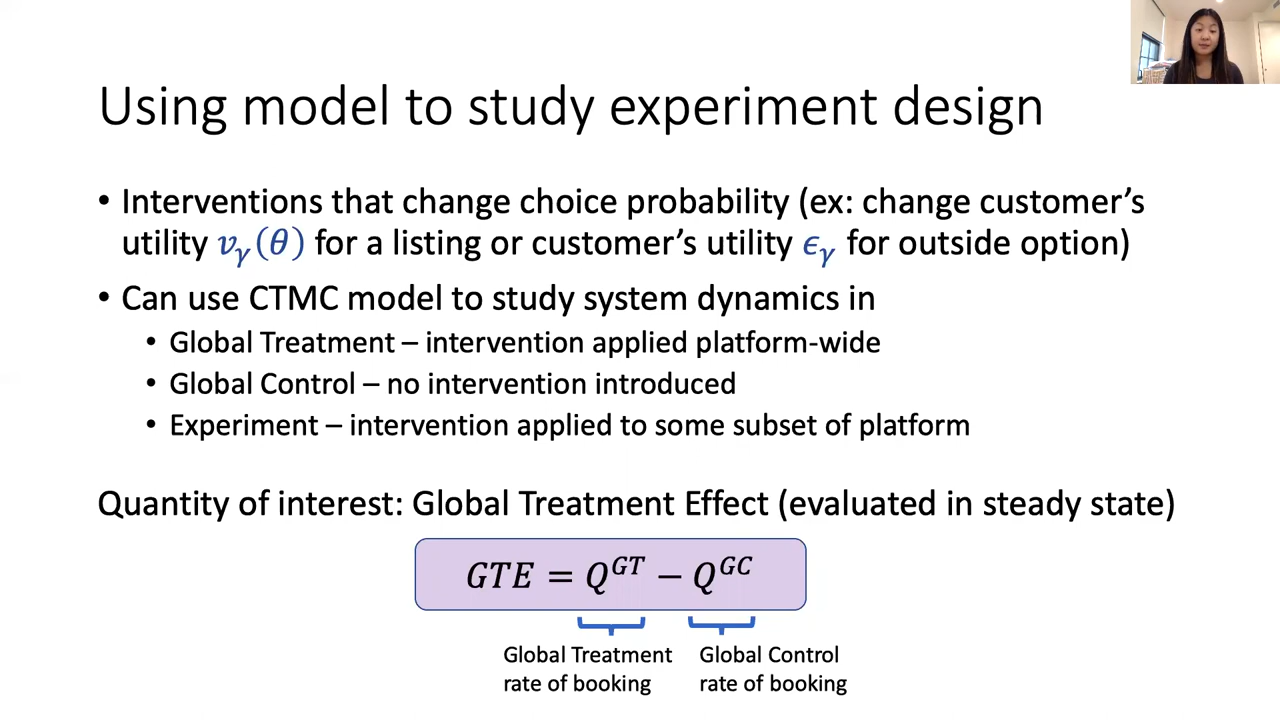 Using model to study experiment design
• Interventions that change choice probability (ex: change customer's
utility 𝑣ᵧ(𝜃) for a listing or customer's utility 𝜖ᵧ for outside option)
• Can use CTMC model to study system dynamics in
• Global Treatment – intervention applied platform-wide
• Global Control – no intervention introduced
• Experiment – intervention applied to some subset of platform
Quantity of interest: Global Treatment Effect (evaluated in steady state)
GTE = Q^GT − Q^GC
Global Treatment
rate of booking
Global Control
rate of booking